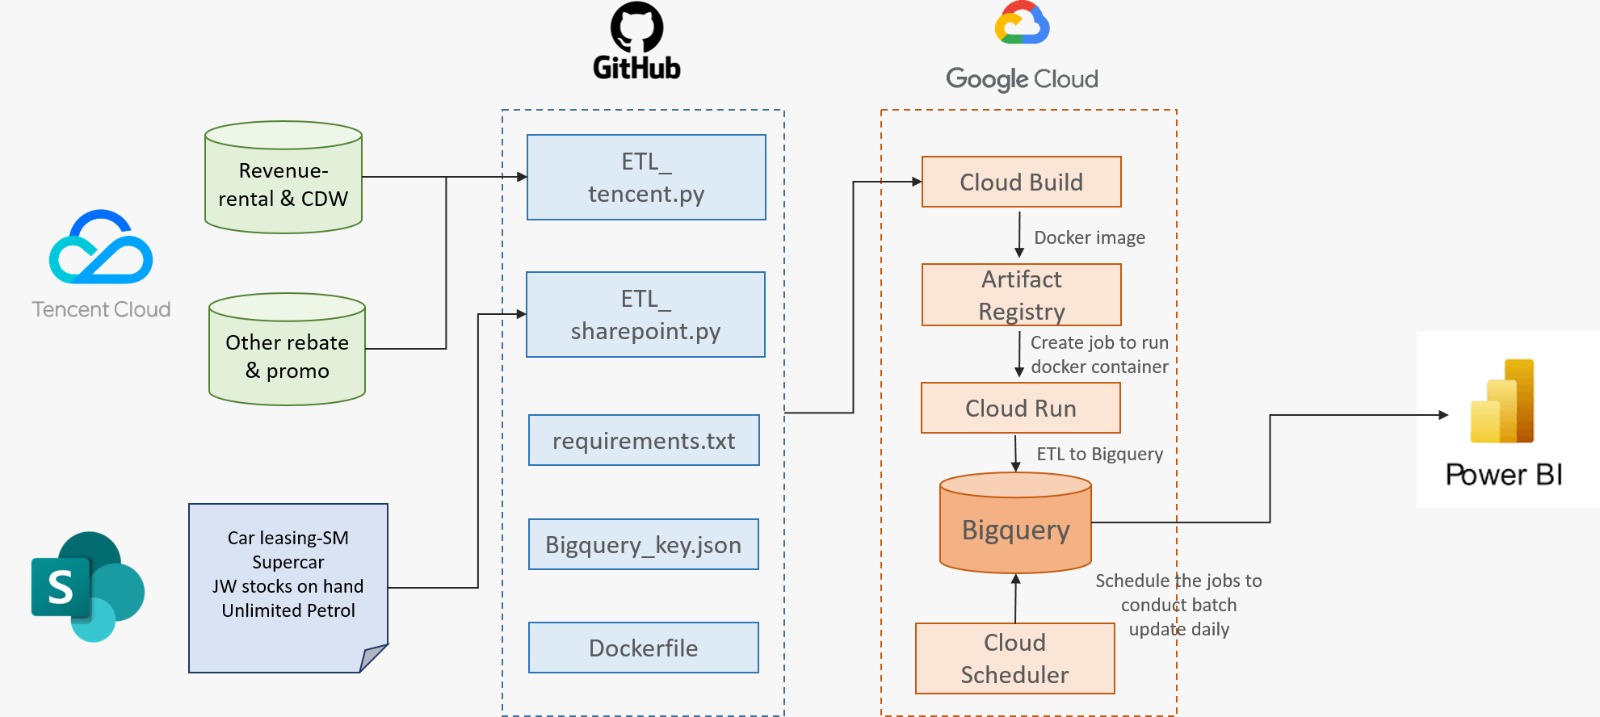 GitHub
Google Cloud
Revenue-
rental & CDW
ETL_
tencent.py
Cloud Build
Docker image
Tencent Cloud
Other rebate
& promo
ETL_
sharepoint.py
Artifact
Registry
Create job to run
docker container
Cloud Run
requirements.txt
ETL to Bigquery
Power BI
S
Car leasing-SM
Supercar
JW stocks on hand
Unlimited Petrol
Bigquery_key.json
Bigquery
Schedule the jobs to
conduct batch
update daily
Dockerfile
Cloud
Scheduler